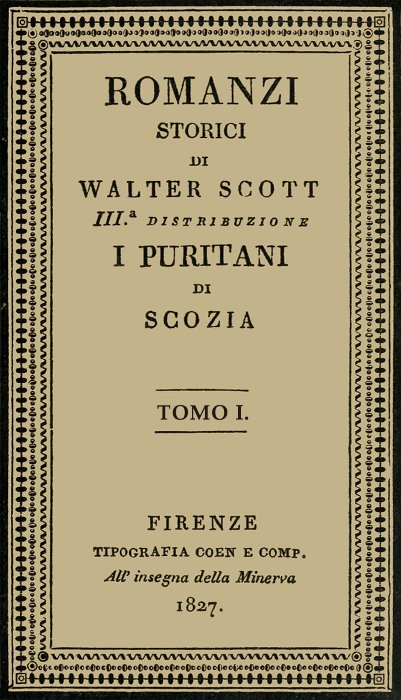 ROMANZI
STORICI
DI
WALTER SCOTT
III.ª DISTRIBUZIONE
I PURITANI
DI
SCOZIA
TOMO I.
FIRENZE
TIPOGRAFIA COEN E COMP.
All' insegna della Minerva
1827.